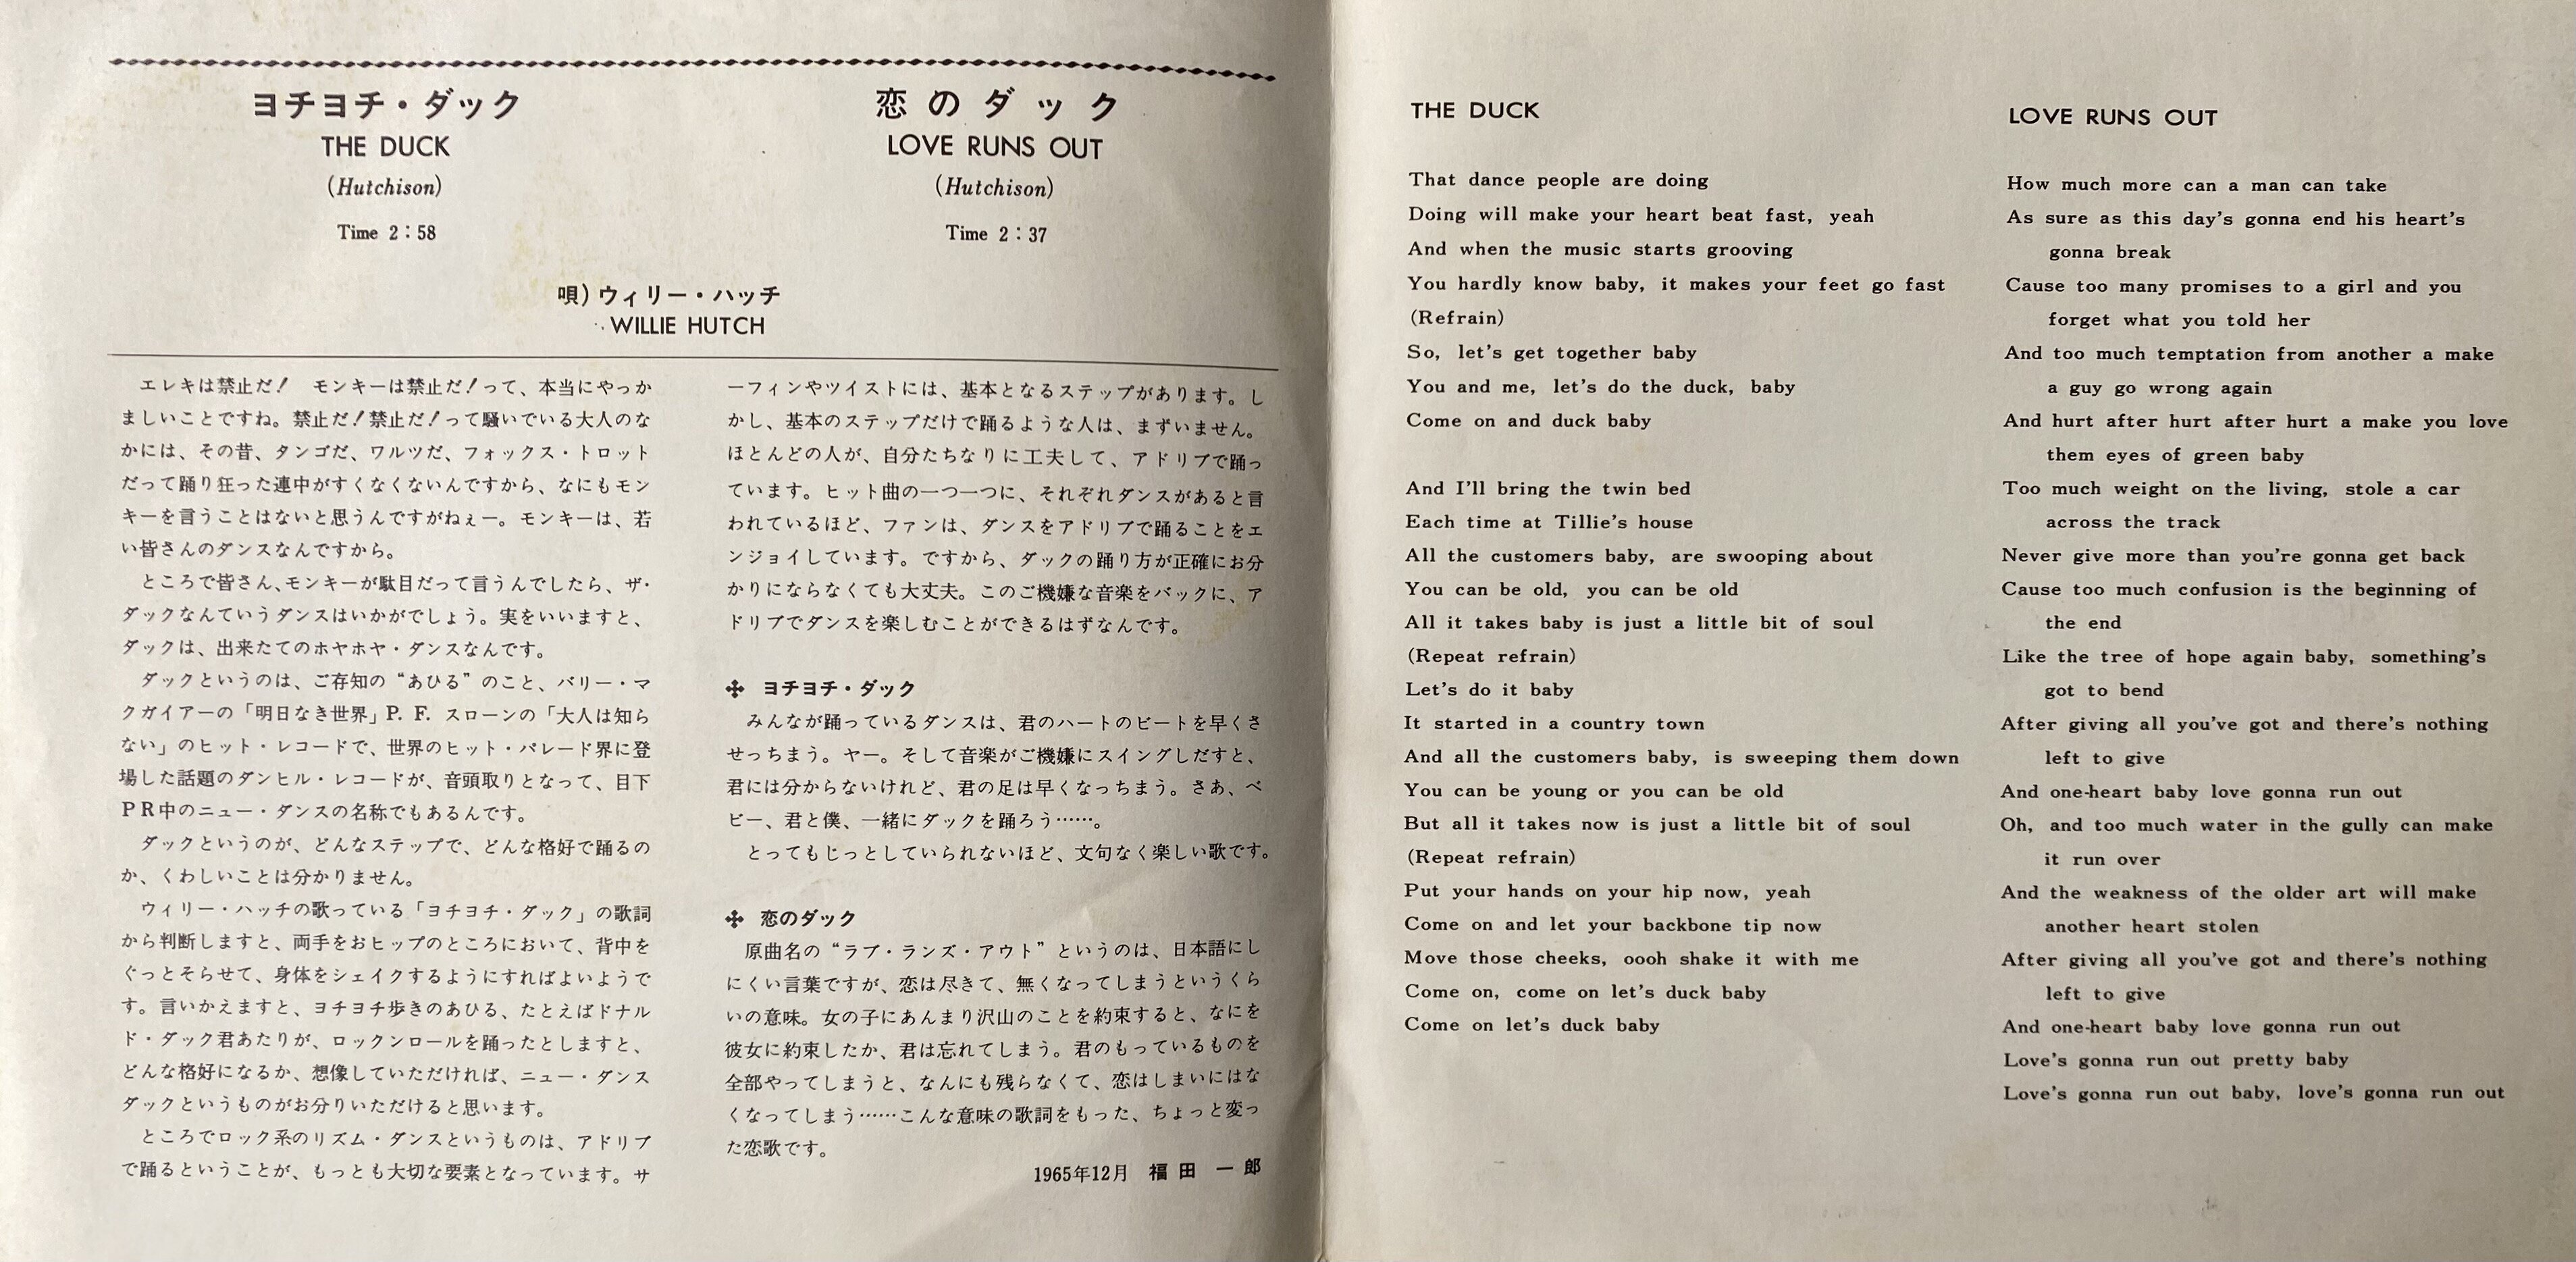 ヨチヨチ・ダック
THE DUCK
(Hutchison)
Time 2:58
恋のダック
LOVE RUNS OUT
(Hutchison)
Time 2:37
唄)ウィリー・ハッチ
WILLIE HUTCH
エレキは禁止だ! モンキーは禁止だ!って、本当にやっか
ましいことですね。禁止だ!禁止だ!って騒いでいる大人のな
かには、その昔、タンゴだ、ワルツだ、フォックス・トロット
だって踊り狂った連中がすくなくないんですから、なにもモン
キーを言うことはないと思うんですがねぇー。モンキーは、若
い皆さんのダンスなんですから。
ところで皆さん、モンキーが駄目だって言うんでしたら、ザ・
ダックなんていうダンスはいかがでしょう。実をいいますと、
ダックは、出来たてのホヤホヤ・ダンスなんです。
ダックというのは、ご存知の“あひる”のこと、バリー・マ
クガイアーの「明日なき世界」P. F. スローンの「大人は知ら
ない」のヒット・レコードで、世界のヒット・パレード界に登
場した話題のダンヒル・レコードが、音頭取りとなって、目下
PR中のニュー・ダンスの名称でもあるんです。
ダックというのが、どんなステップで、どんな格好で踊るの
か、くわしいことは分かりません。
ウィリー・ハッチの歌っている「ヨチヨチ・ダック」の歌詞
から判断しますと、両手をおヒップのところにおいて、背中を
ぐっとそらせて、身体をシェイクするようにすればよいようで
す。言いかえますと、ヨチヨチ歩きのあひる、たとえばドナル
ド・ダック君あたりが、ロックンロールを踊ったとしますと、
どんな格好になるか、想像していただければ、ニュー・ダンス
ダックというものがお分りいただけると思います。
ところでロック系のリズム・ダンスというものは、アドリブ
で踊るということが、もっとも大切な要素となっています。サ
ーフィンやツイストには、基本となるステップがあります。し
かし、基本のステップだけで踊るような人は、まずいません。
ほとんどの人が、自分たちなりに工夫して、アドリブで踊っ
ています。ヒット曲の一つ一つに、それぞれダンスがあると言
われているほど、ファンは、ダンスをアドリブで踊ることをエ
ンジョイしています。ですから、ダックの踊り方が正確にお分
かりにならなくても大丈夫。このご機嫌な音楽をバックに、ア
ドリブでダンスを楽しむことができるはずなんです。
✤ ヨチヨチ・ダック
みんなが踊っているダンスは、君のハートのビートを早くさ
せっちまう。ヤー。そして音楽がご機嫌にスイングしだすと、
君には分からないけれど、君の足は早くなっちまう。さあ、ベ
ビー、君と僕、一緒にダックを踊ろう……。
とってもじっとしていられないほど、文句なく楽しい歌です。
✤ 恋のダック
原曲名の“ラブ・ランズ・アウト”というのは、日本語にし
にくい言葉ですが、恋は尽きて、無くなってしまうというくら
いの意味。女の子にあんまり沢山のことを約束すると、なにを
彼女に約束したか、君は忘れてしまう。君のもっているものを
全部やってしまうと、なんにも残らなくて、恋はしまいにはな
くなってしまう……こんな意味の歌詞をもった、ちょっと変っ
た恋歌です。
1965年12月 福田 一郎
THE DUCK
That dance people are doing
Doing will make your heart beat fast, yeah
And when the music starts grooving
You hardly know baby, it makes your feet go fast
(Refrain)
So, let's get together baby
You and me, let's do the duck, baby
Come on and duck baby
And I'll bring the twin bed
Each time at Tillie's house
All the customers baby, are swooping about
You can be old, you can be old
All it takes baby is just a little bit of soul
(Repeat refrain)
Let's do it baby
It started in a country town
And all the customers baby, is sweeping them down
You can be young or you can be old
But all it takes now is just a little bit of soul
(Repeat refrain)
Put your hands on your hip now, yeah
Come on and let your backbone tip now
Move those cheeks, oooh shake it with me
Come on, come on let's duck baby
Come on let's duck baby
LOVE RUNS OUT
How much more can a man can take
As sure as this day's gonna end his heart's
gonna break
Cause too many promises to a girl and you
forget what you told her
And too much temptation from another a make
a guy go wrong again
And hurt after hurt after hurt a make you love
them eyes of green baby
Too much weight on the living, stole a car
across the track
Never give more than you're gonna get back
Cause too much confusion is the beginning of
the end
Like the tree of hope again baby, something's
got to bend
After giving all you've got and there's nothing
left to give
And one-heart baby love gonna run out
Oh, and too much water in the gully can make
it run over
And the weakness of the older art will make
another heart stolen
After giving all you've got and there's nothing
left to give
And one-heart baby love gonna run out
Love's gonna run out pretty baby
Love's gonna run out baby, love's gonna run out